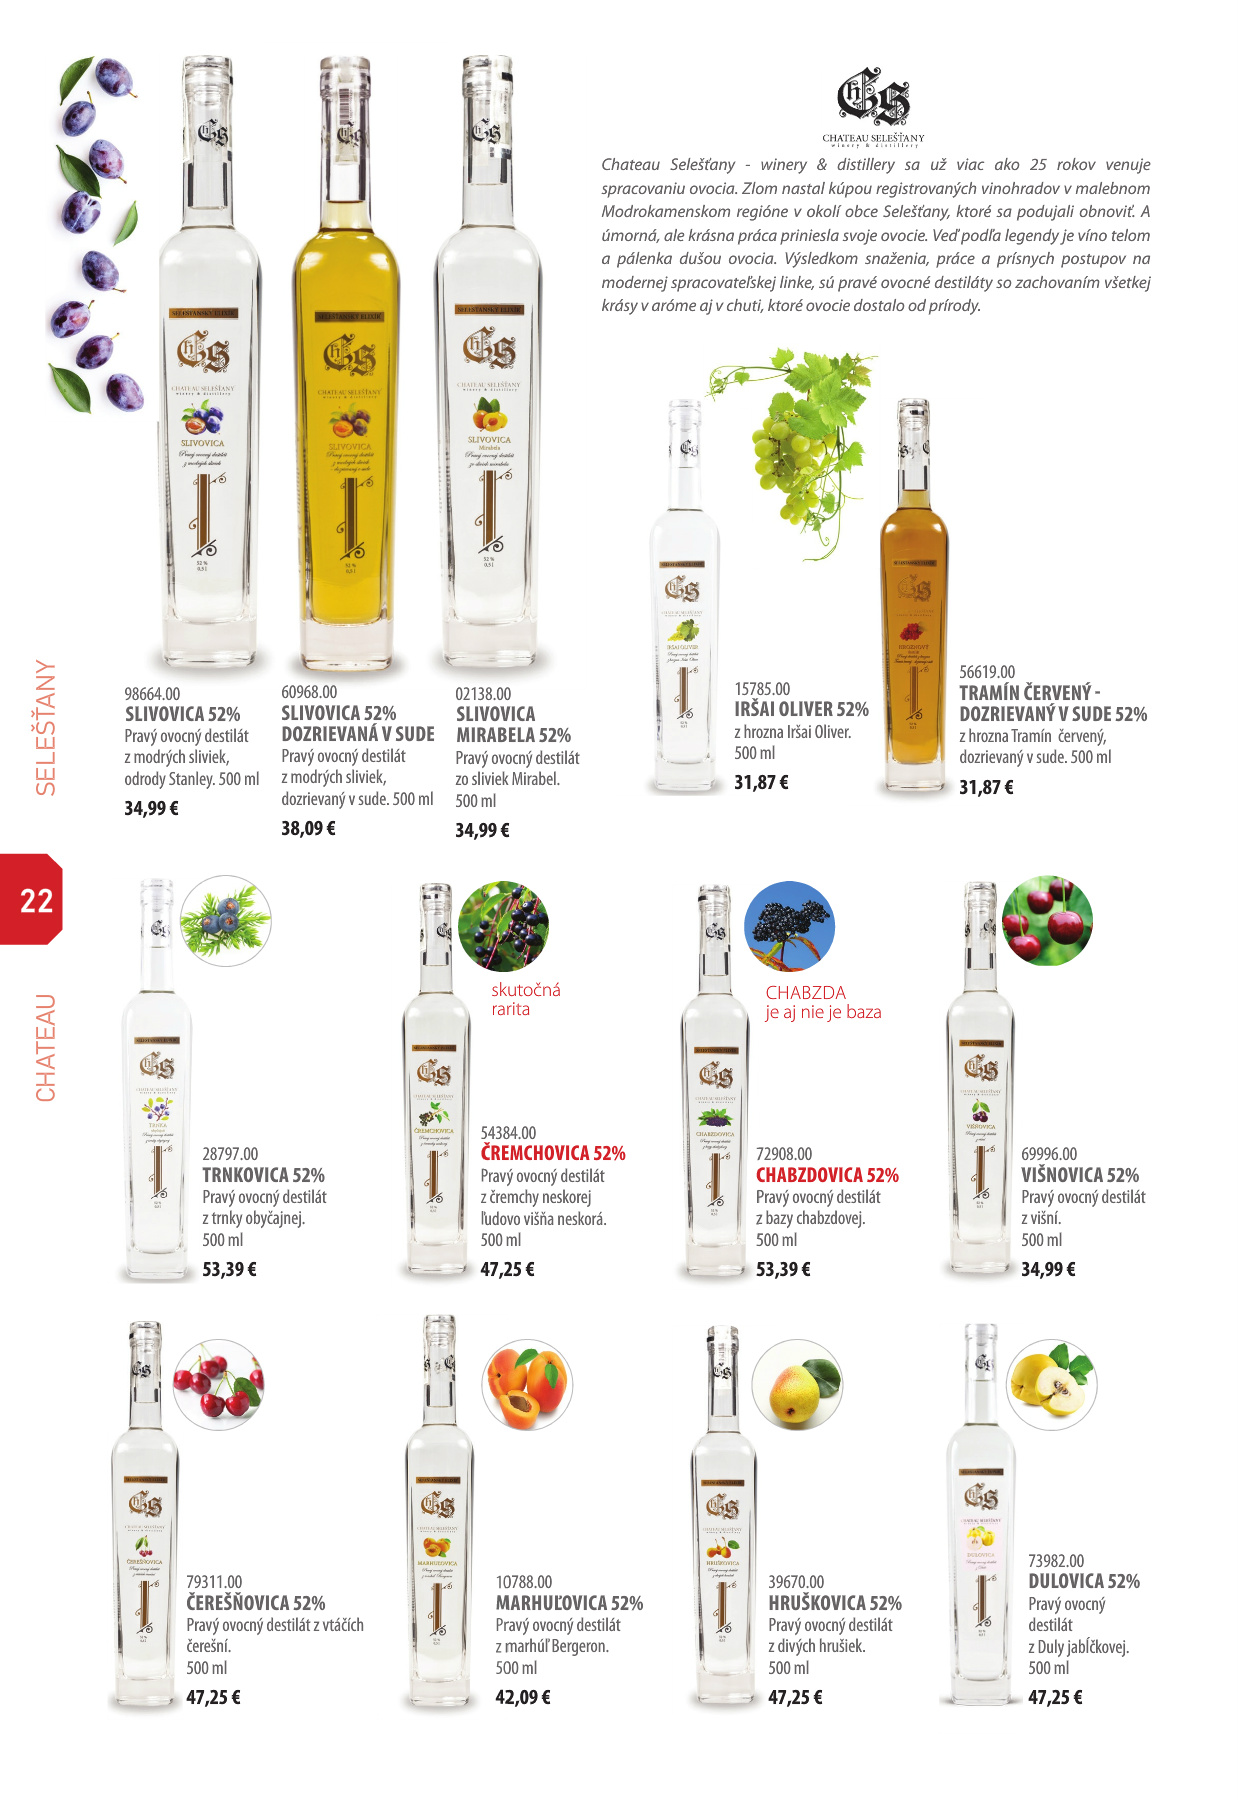 CHATEAU SELEŠŤANY
winery & distillery
Chateau Selešťany - winery & distillery sa už viac ako 25 rokov venuje
spracovaniu ovocia. Zlom nastal kúpou registrovaných vinohradov v malebnom
Modrokamenskom regióne v okolí obce Selešťany, ktoré sa podujali obnoviť. A
úmorná, ale krásna práca priniesla svoje ovocie. Veď podľa legendy je víno telom
a pálenka dušou ovocia. Výsledkom snaženia, práce a prísnych postupov na
modernej spracovateľskej linke, sú pravé ovocné destiláty so zachovaním všetkej
krásy v aróme aj v chuti, ktoré ovocie dostalo od prírody.
98664.00
SLIVOVICA 52%
Pravý ovocný destilát
z modrých sliviek,
odrody Stanley. 500 ml
34,99 €
60968.00
SLIVOVICA 52%
DOZRIEVANÁ V SUDE
Pravý ovocný destilát
z modrých sliviek,
dozrievaný v sude. 500 ml
38,09 €
02138.00
SLIVOVICA
MIRABELA 52%
Pravý ovocný destilát
zo sliviek Mirabel.
500 ml
34,99 €
15785.00
IRŠAI OLIVER 52%
z hrozna Iršai Oliver.
500 ml
31,87 €
56619.00
TRAMÍN ČERVENÝ -
DOZRIEVANÝ V SUDE 52%
z hrozna Tramín červený,
dozrievaný v sude. 500 ml
31,87 €
SELEŠŤANY
22
CHATEAU
28797.00
TRNKOVICA 52%
Pravý ovocný destilát
z trnky obyčajnej.
500 ml
53,39 €
skutočná
rarita
54384.00
ČREMCHOVICA 52%
Pravý ovocný destilát
z čremchy neskorej
ľudovo višňa neskorá.
500 ml
47,25 €
CHABZDA
je aj nie je baza
72908.00
CHABZDOVICA 52%
Pravý ovocný destilát
z bazy chabzdovej.
500 ml
53,39 €
69996.00
VIŠNOVICA 52%
Pravý ovocný destilát
z višní.
500 ml
34,99 €
79311.00
ČEREŠŇOVICA 52%
Pravý ovocný destilát z vtáčích
čerešní.
500 ml
47,25 €
10788.00
MARHUĽOVICA 52%
Pravý ovocný destilát
z marhúľ Bergeron.
500 ml
42,09 €
39670.00
HRUŠKOVICA 52%
Pravý ovocný destilát
z divých hrušiek.
500 ml
47,25 €
73982.00
DULOVICA 52%
Pravý ovocný
destilát
z Duly jabĺčkovej.
500 ml
47,25 €